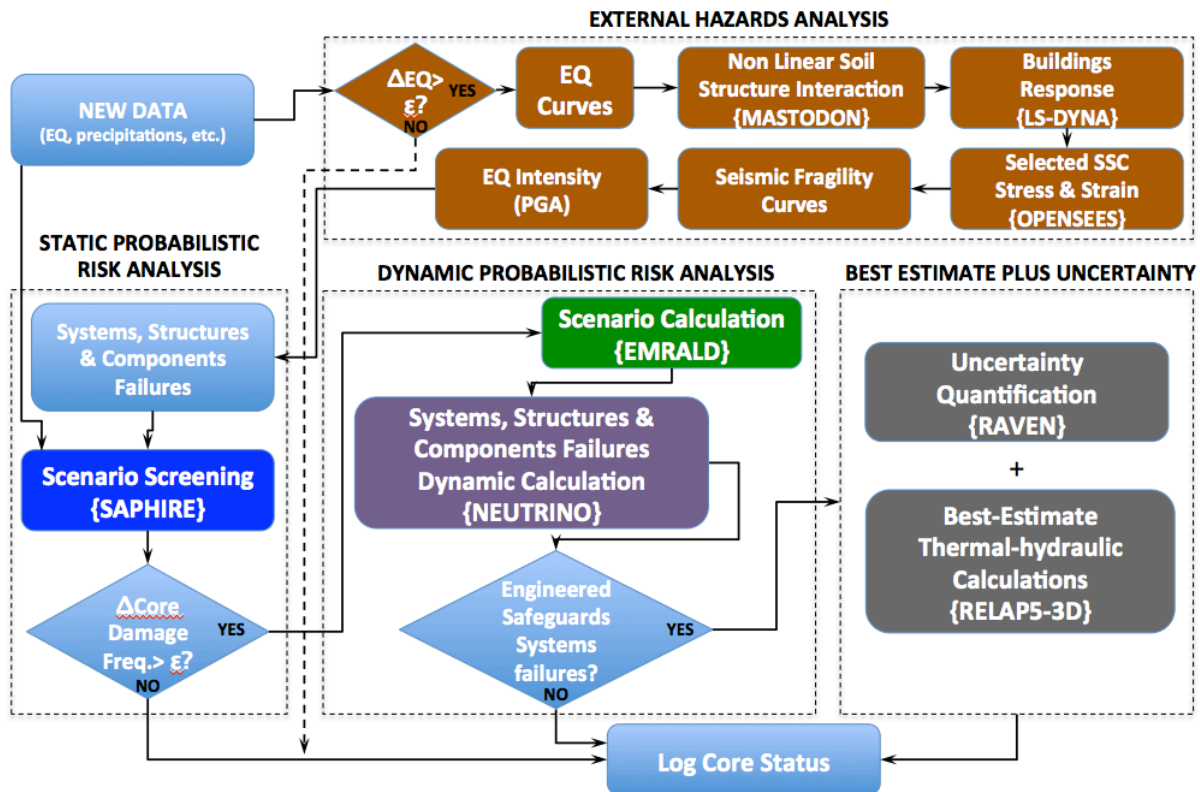 EXTERNAL HAZARDS ANALYSIS
NEW DATA
(EQ, precipitations, etc.)
ΔEQ>
ε?
YES
NO
EQ
Curves
Non Linear Soil
Structure Interaction
{MASTODON}
Buildings
Response
{LS-DYNA}
EQ Intensity
(PGA)
Seismic Fragility
Curves
Selected SSC
Stress & Strain
{OPENSEES}
STATIC PROBABILISTIC
RISK ANALYSIS
Systems, Structures
& Components
Failures
Scenario Screening
{SAPHIRE}
ΔCore
Damage
Freq.> ε?
YES
NO
DYNAMIC PROBABILISTIC RISK ANALYSIS
Scenario Calculation
{EMRALD}
Systems, Structures &
Components Failures
Dynamic Calculation
{NEUTRINO}
Engineered
Safeguards
Systems
failures?
YES
NO
BEST ESTIMATE PLUS UNCERTAINTY
Uncertainty
Quantification
{RAVEN}
+
Best-Estimate
Thermal-hydraulic
Calculations
{RELAP5-3D}
Log Core Status